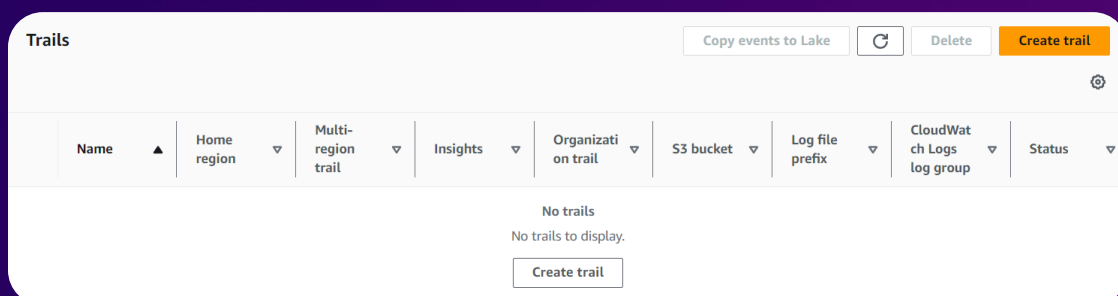 Trails
Copy events to Lake
Delete
Create trail
Name
Home
region
Multi-
region
trail
Insights
Organizati
on trail
S3 bucket
Log file
prefix
CloudWat
ch Logs
log group
Status
No trails
No trails to display.
Create trail